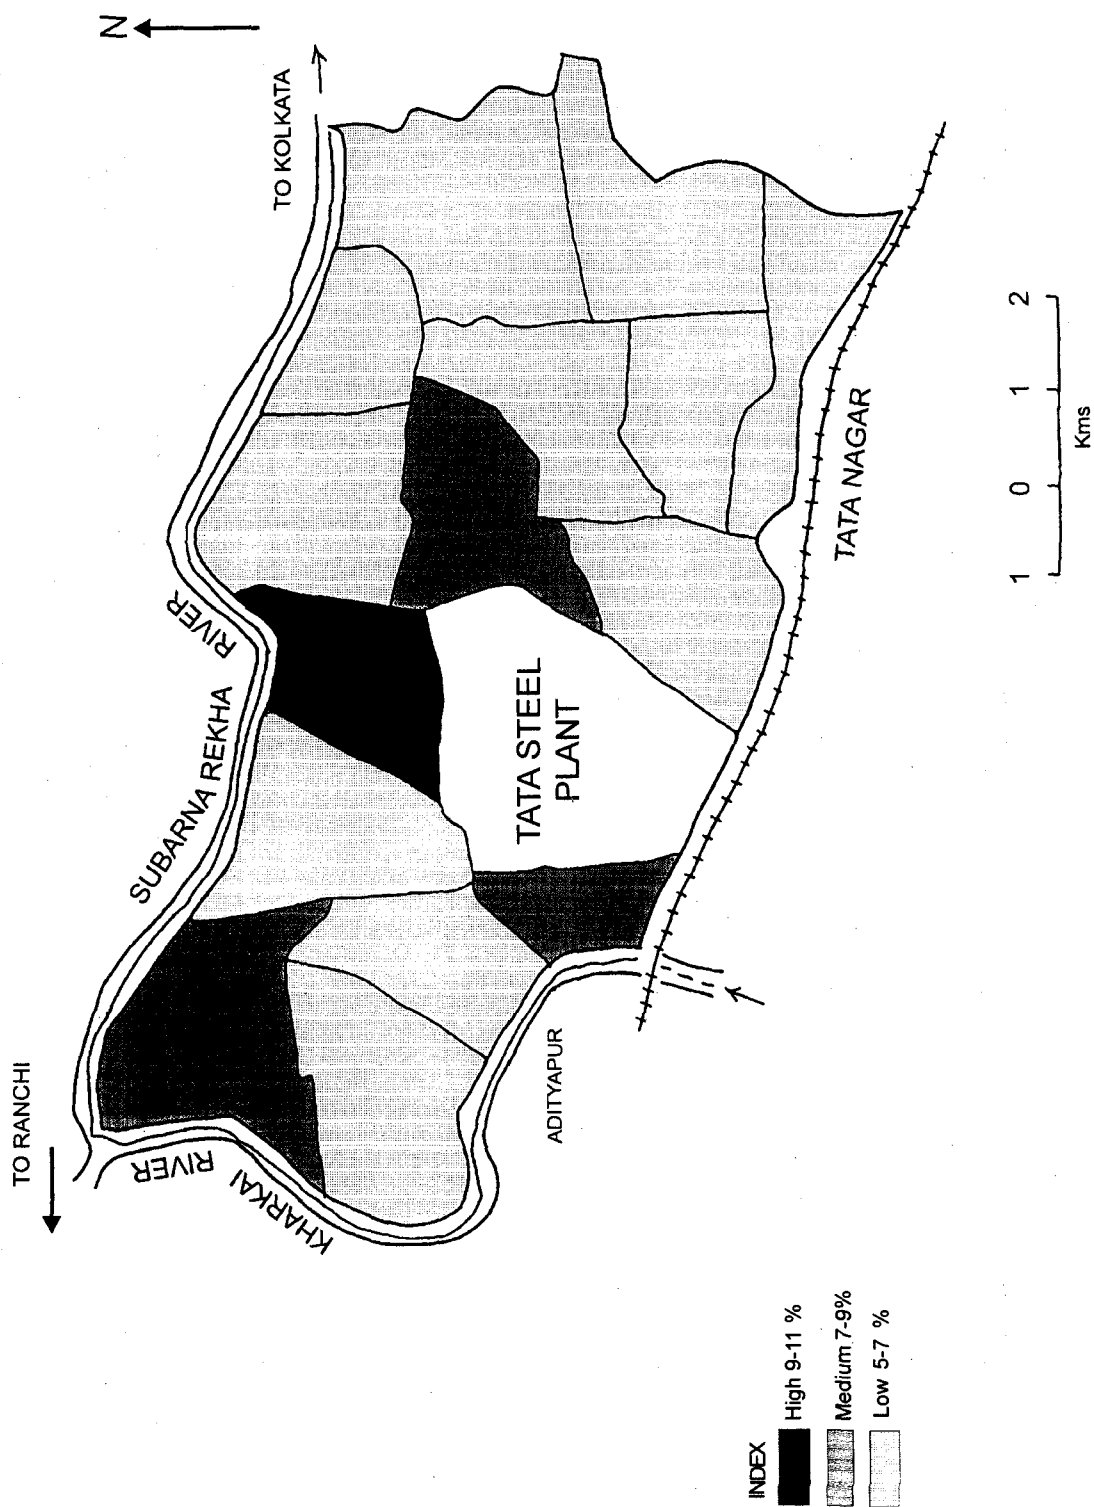 N
TO KOLKATA
TO RANCHI
SUBARNA REKHA
RIVER
KHARKAI
RIVER
TATA STEEL
PLANT
ADITYAPUR
TATA NAGAR
INDEX
High 9-11 %
Medium 7-9%
Low 5-7 %
1 0 1 2
Kms